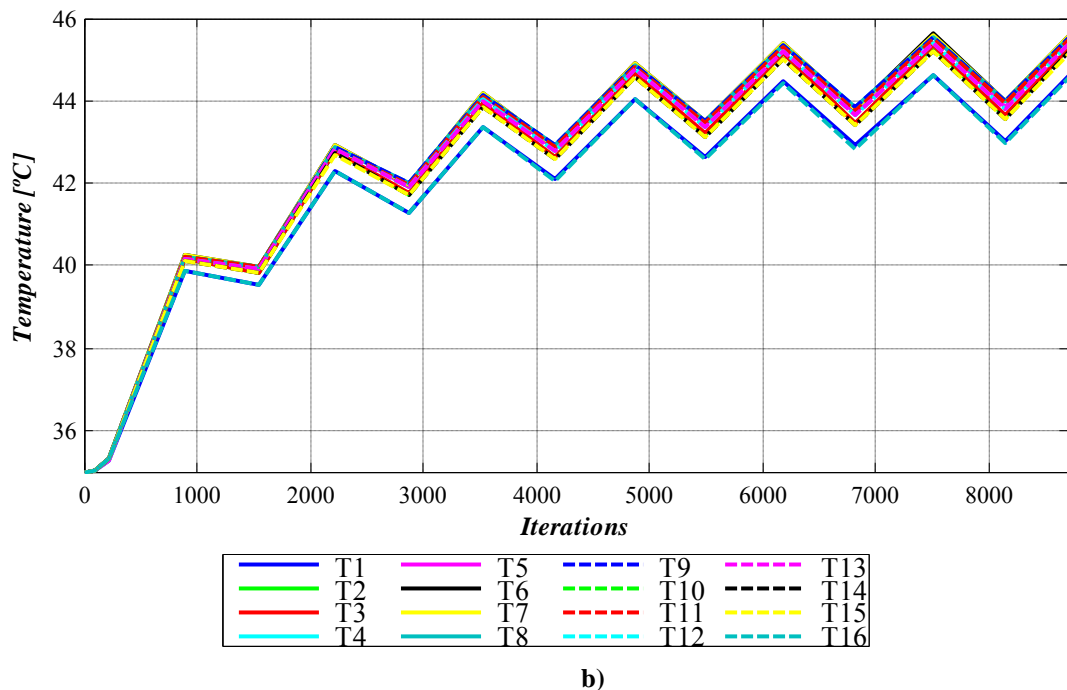 46
44
42
40
38
36
Temperature [ºC]
0 1000 2000 3000 4000 5000 6000 7000 8000
Iterations
T1 T5 T9 T13
T2 T6 T10 T14
T3 T7 T11 T15
T4 T8 T12 T16
b)